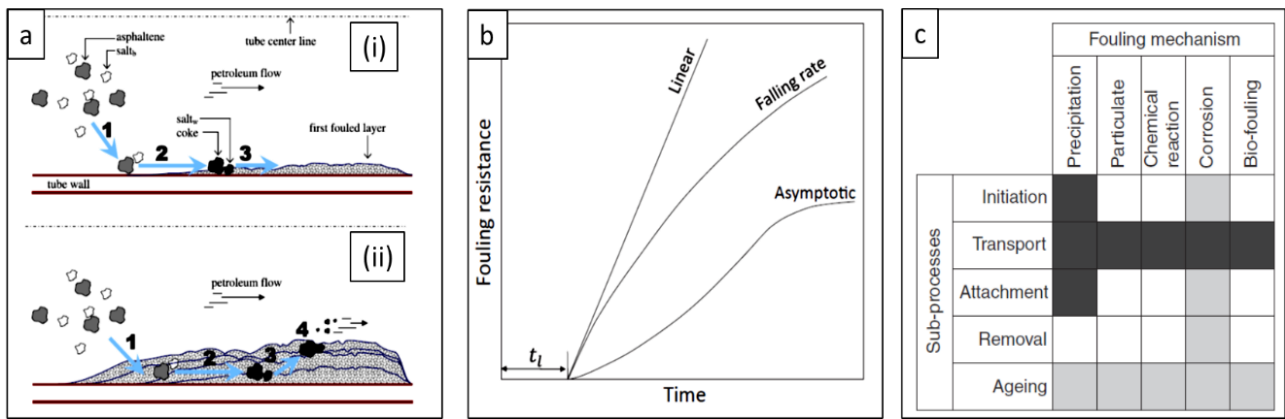 a
(i)
asphaltene
salt_b
tube center line
petroleum flow
1
salt_w
coke
first fouled layer
2
3
tube wall
(ii)
petroleum flow
1
2
3
4
b
Fouling resistance
Linear
Falling rate
Asymptotic
t_l
Time
c
Fouling mechanism
Precipitation
Particulate
Chemical
reaction
Corrosion
Bio-fouling
Sub-processes
Initiation
Transport
Attachment
Removal
Ageing